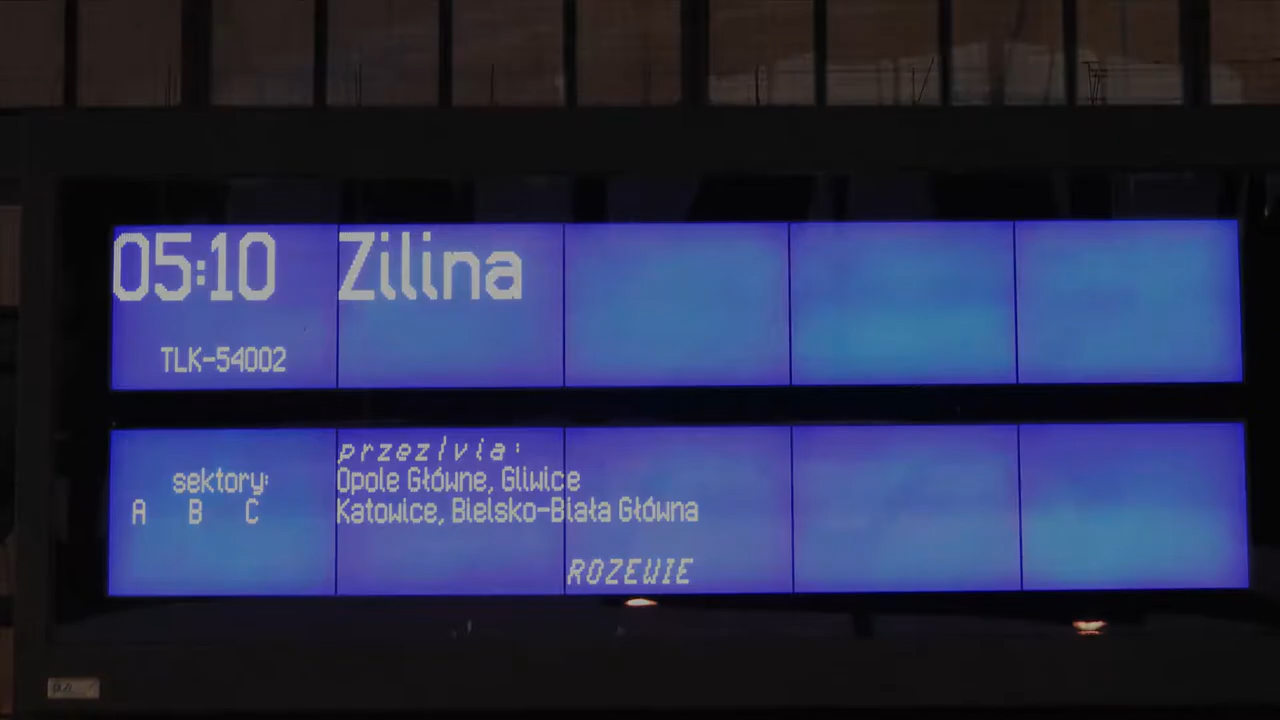 05:10 Zilina
TLK-54002
przez/via:
sektory: Opole Główne, Gliwice
A B C Katowice, Bielsko-Biała Główna
ROZEWIE